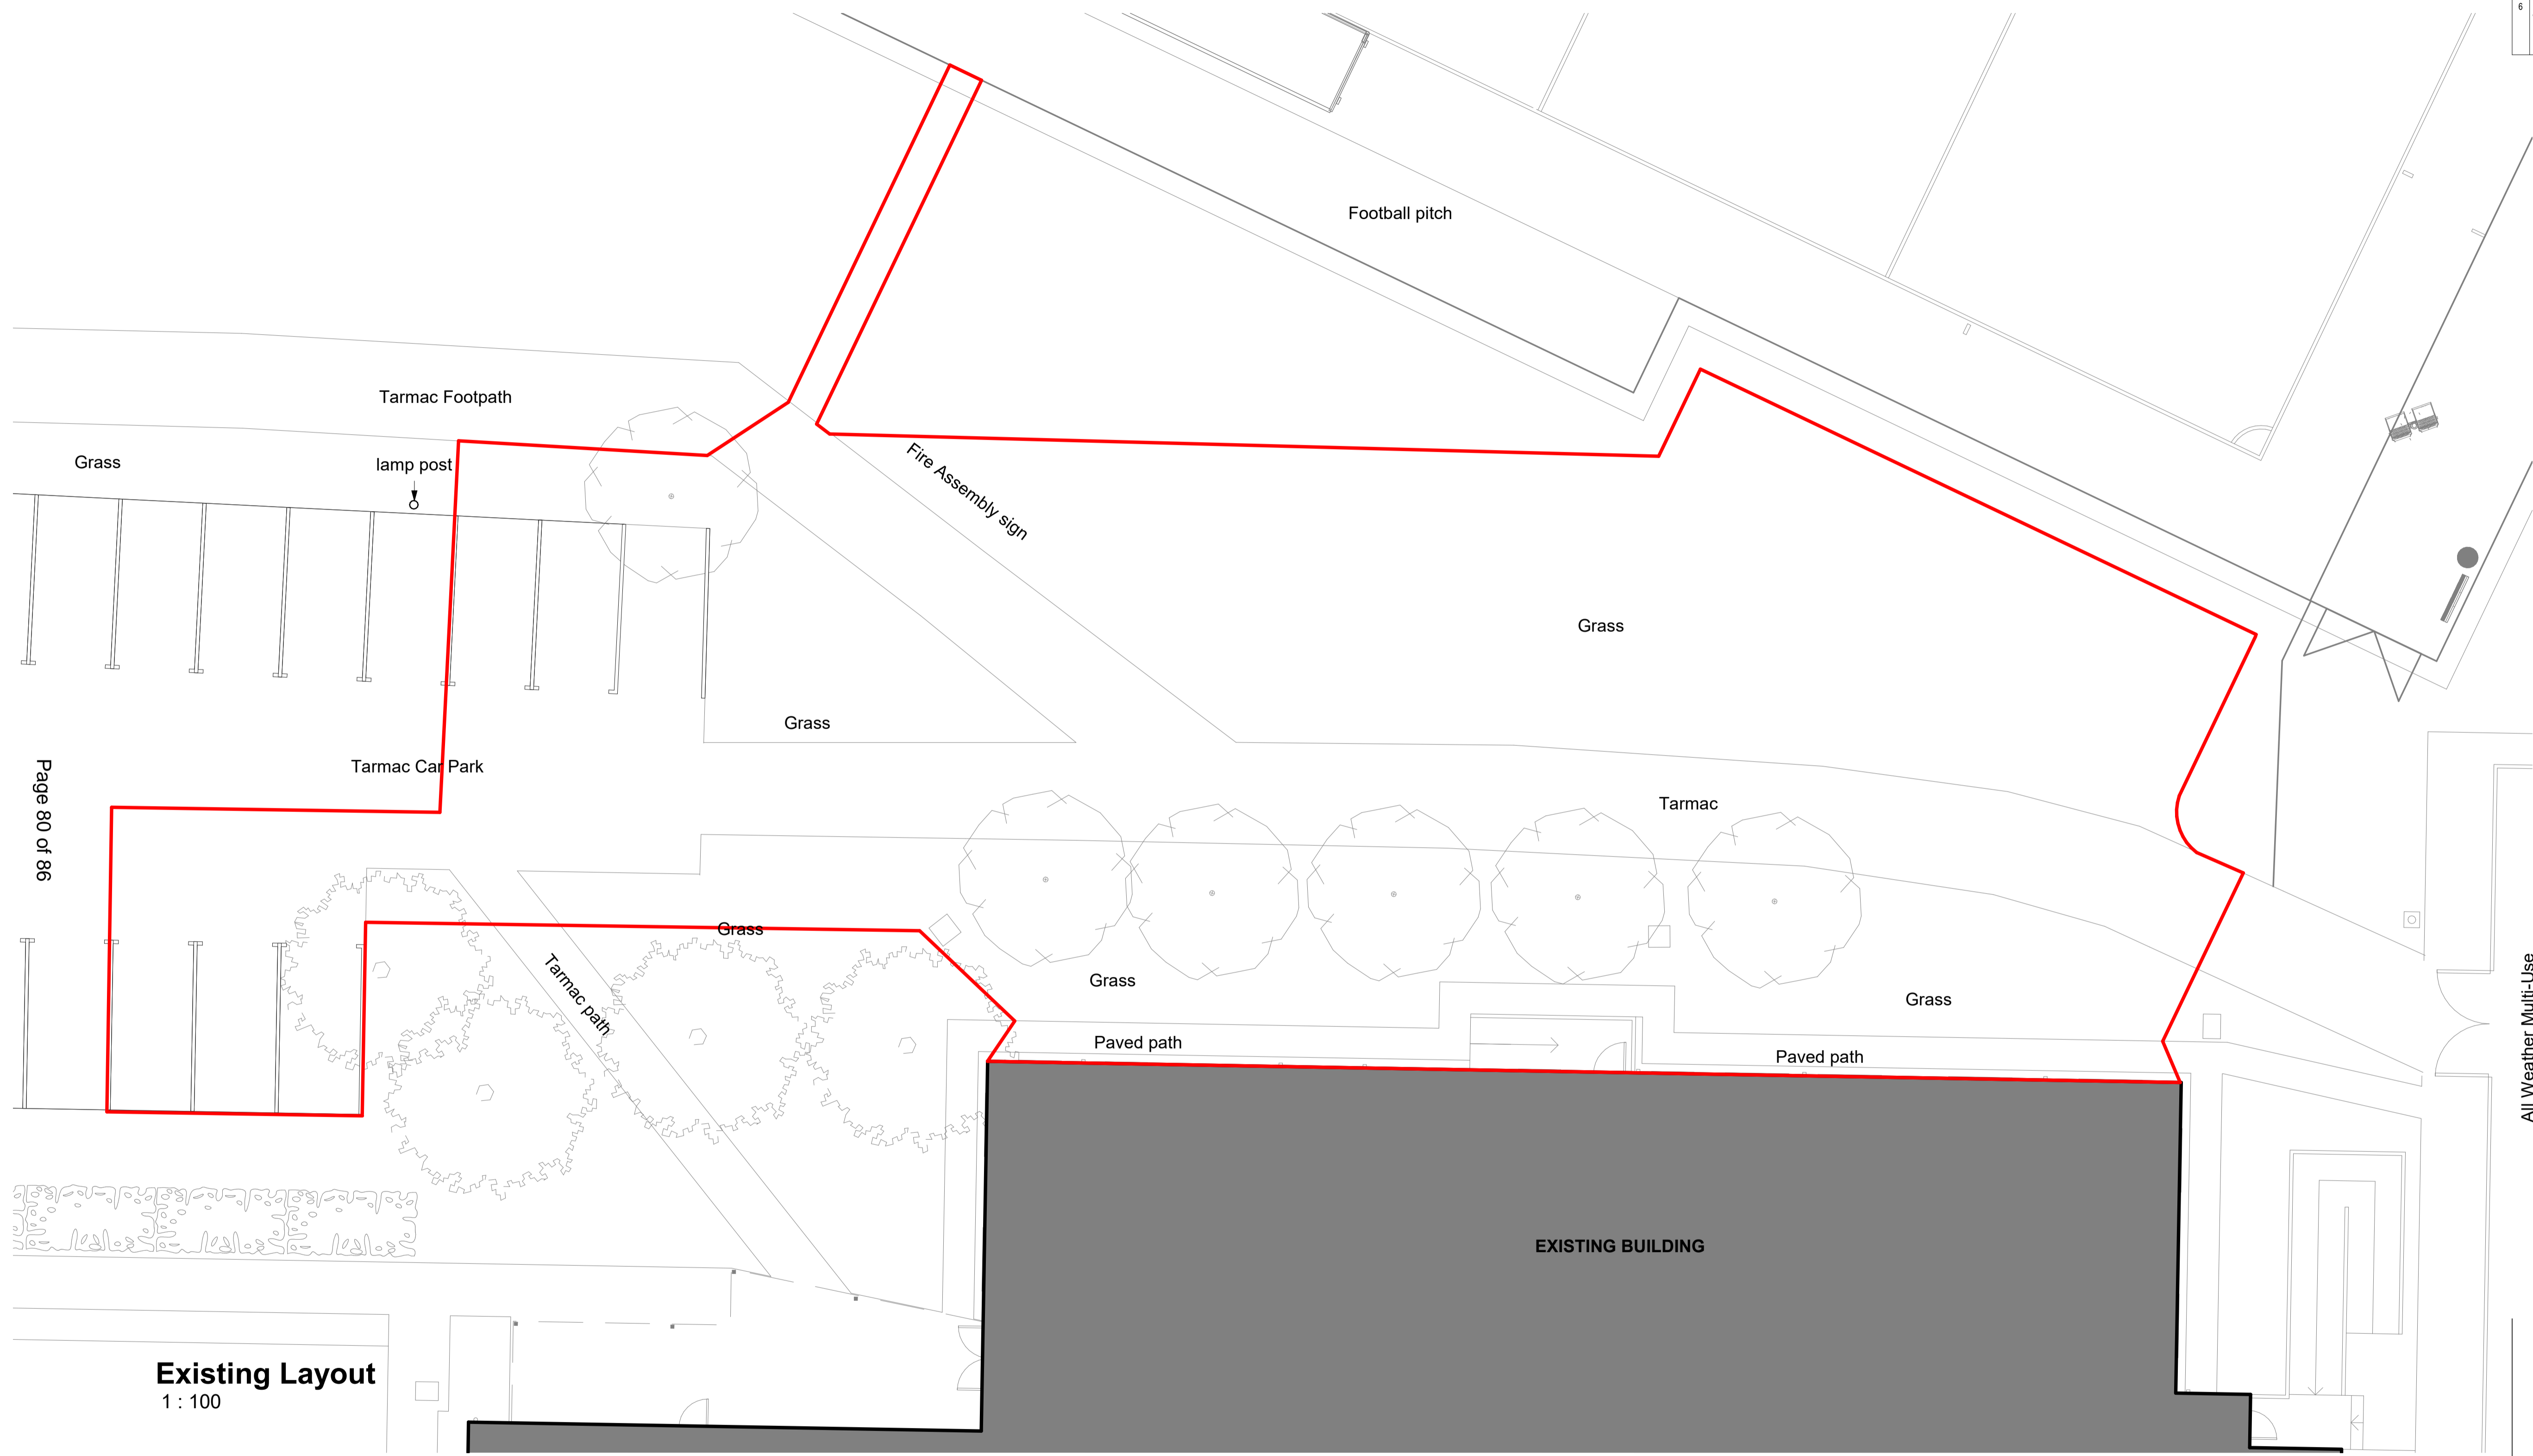 6
Football pitch
Tarmac Footpath
Grass
lamp post
Fire Assembly sign
Grass
Grass
Tarmac Car Park
Page 80 of 86
Tarmac
Grass
Tarmac path
Grass
Grass
Paved path
Paved path
All Weather Multi-Use
EXISTING BUILDING
Existing Layout
1 : 100